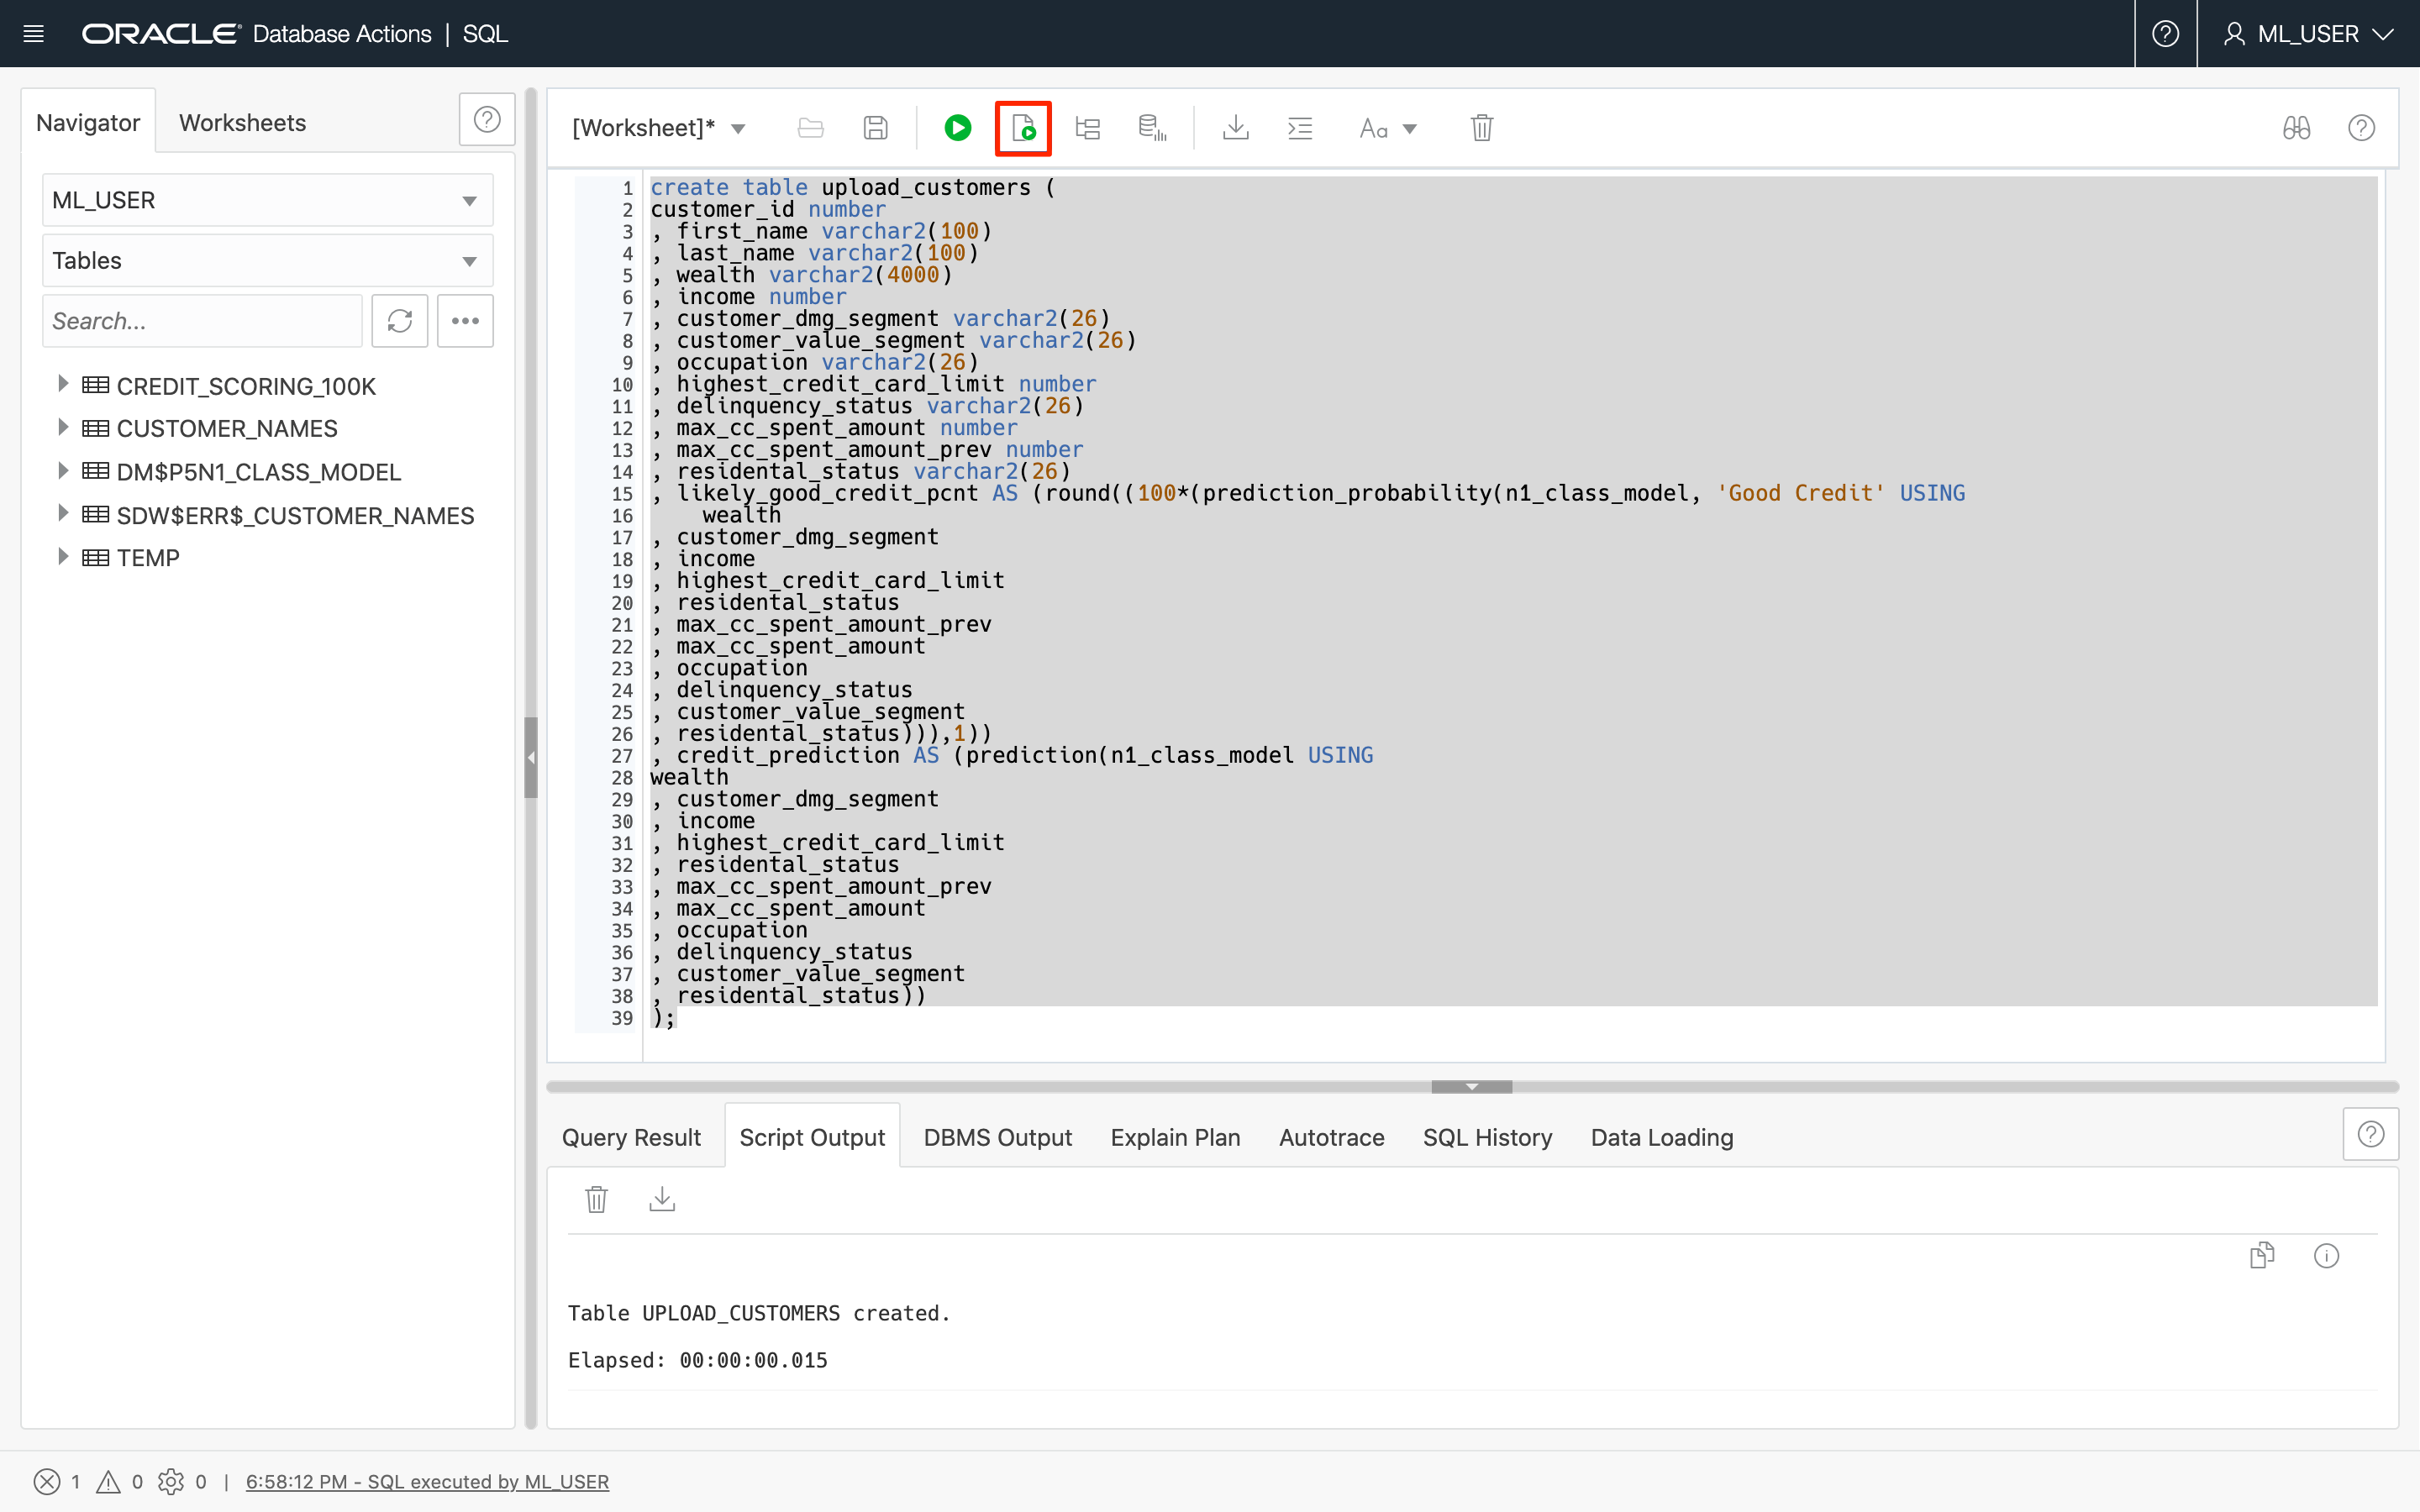 ORACLE Database Actions | SQL
ML_USER
Navigator
Worksheets
ML_USER
Tables
Search...
CREDIT_SCORING_100K
CUSTOMER_NAMES
DM$P5N1_CLASS_MODEL
SDW$ERR$_CUSTOMER_NAMES
TEMP
[Worksheet]*
Aa
1 create table upload_customers (
2 customer_id number
3 , first_name varchar2(100)
4 , last_name varchar2(100)
5 , wealth varchar2(4000)
6 , income number
7 , customer_dmg_segment varchar2(26)
8 , customer_value_segment varchar2(26)
9 , occupation varchar2(26)
10 , highest_credit_card_limit number
11 , delinquency_status varchar2(26)
12 , max_cc_spent_amount number
13 , max_cc_spent_amount_prev number
14 , residental_status varchar2(26)
15 , likely_good_credit_pcnt AS (round((100*(prediction_probability(n1_class_model, 'Good Credit' USING
16 wealth
17 , customer_dmg_segment
18 , income
19 , highest_credit_card_limit
20 , residental_status
21 , max_cc_spent_amount_prev
22 , max_cc_spent_amount
23 , occupation
24 , delinquency_status
25 , customer_value_segment
26 , residental_status))),1))
27 , credit_prediction AS (prediction(n1_class_model USING
28 wealth
29 , customer_dmg_segment
30 , income
31 , highest_credit_card_limit
32 , residental_status
33 , max_cc_spent_amount_prev
34 , max_cc_spent_amount
35 , occupation
36 , delinquency_status
37 , customer_value_segment
38 , residental_status))
39 );
Query Result
Script Output
DBMS Output
Explain Plan
Autotrace
SQL History
Data Loading
Table UPLOAD_CUSTOMERS created.
Elapsed: 00:00:00.015
1 0 0 | 6:58:12 PM - SQL executed by ML_USER